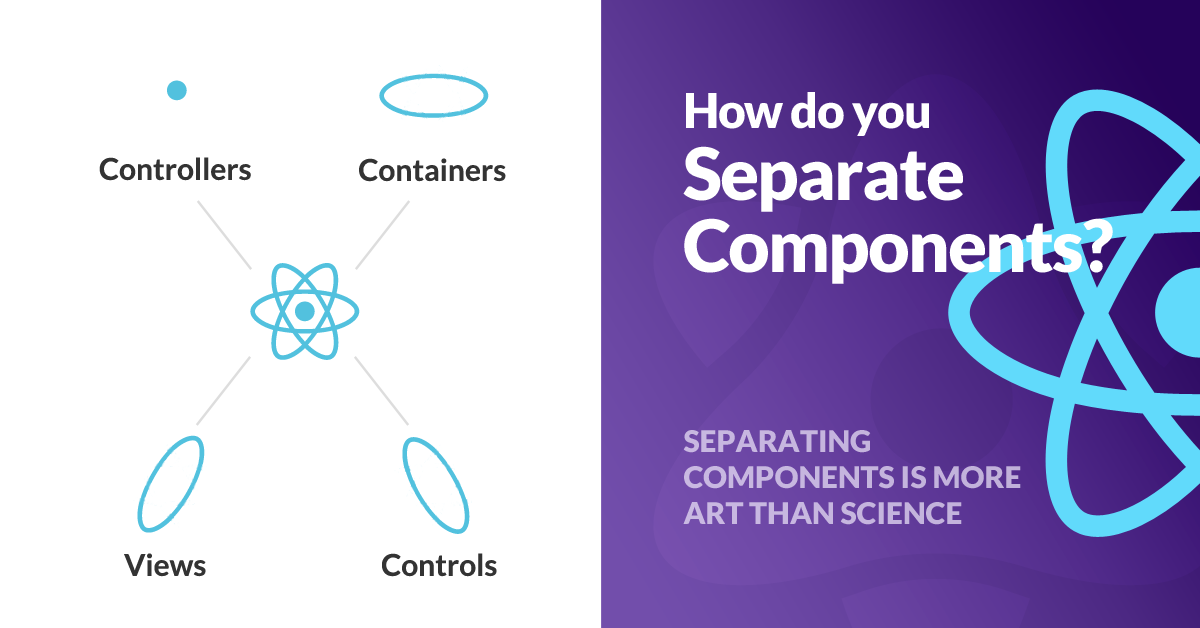 Controllers
Containers
Views
Controls
How do you
Separate
Components?
SEPARATING
COMPONENTS IS MORE
ART THAN SCIENCE